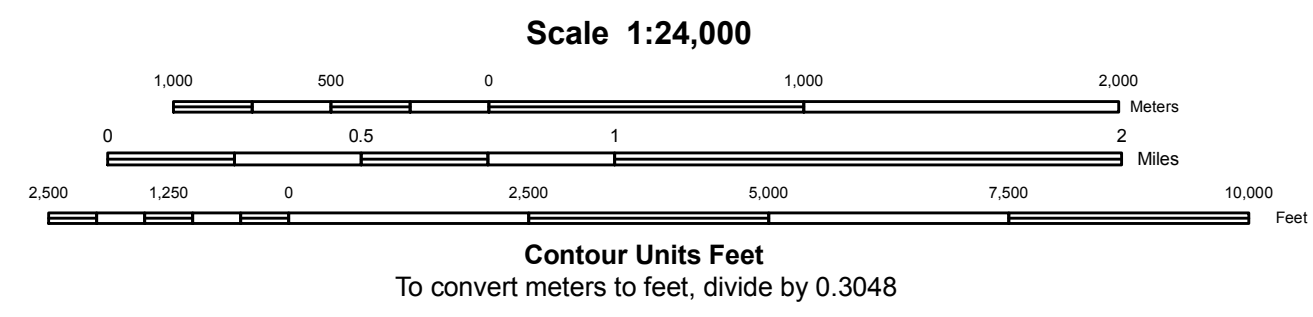 Scale 1:24,000
1,000 500 0 1,000 2,000
Meters
0 0.5 1 2
Miles
2,500 1,250 0 2,500 5,000 7,500 10,000
Feet
Contour Units Feet
To convert meters to feet, divide by 0.3048